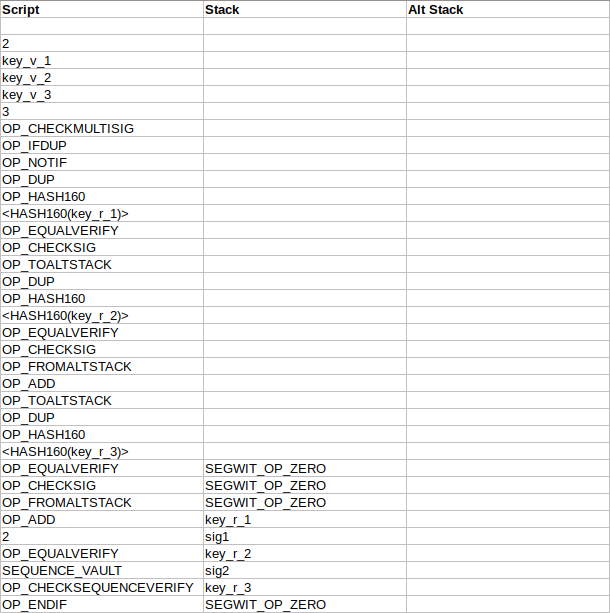 Script Stack Alt Stack
2
key_v_1
key_v_2
key_v_3
3
OP_CHECKMULTISIG
OP_IFDUP
OP_NOTIF
OP_DUP
OP_HASH160
<HASH160(key_r_1)>
OP_EQUALVERIFY
OP_CHECKSIG
OP_TOALTSTACK
OP_DUP
OP_HASH160
<HASH160(key_r_2)>
OP_EQUALVERIFY
OP_CHECKSIG
OP_FROMALTSTACK
OP_ADD
OP_TOALTSTACK
OP_DUP
OP_HASH160
<HASH160(key_r_3)>
OP_EQUALVERIFY SEGWIT_OP_ZERO
OP_CHECKSIG SEGWIT_OP_ZERO
OP_FROMALTSTACK SEGWIT_OP_ZERO
OP_ADD key_r_1
2 sig1
OP_EQUALVERIFY key_r_2
SEQUENCE_VAULT sig2
OP_CHECKSEQUENCEVERIFY key_r_3
OP_ENDIF SEGWIT_OP_ZERO